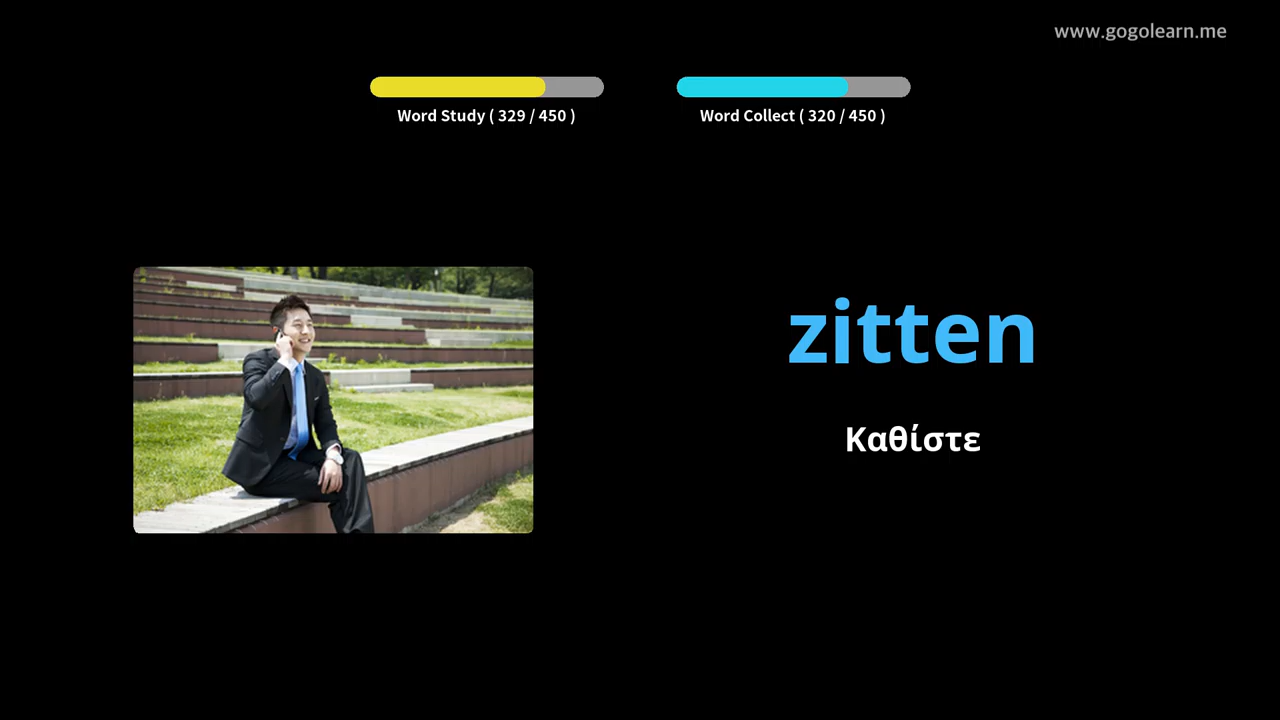 www.gogolearn.me
Word Study ( 329 / 450 )
Word Collect ( 320 / 450 )
zitten
Καθίστε